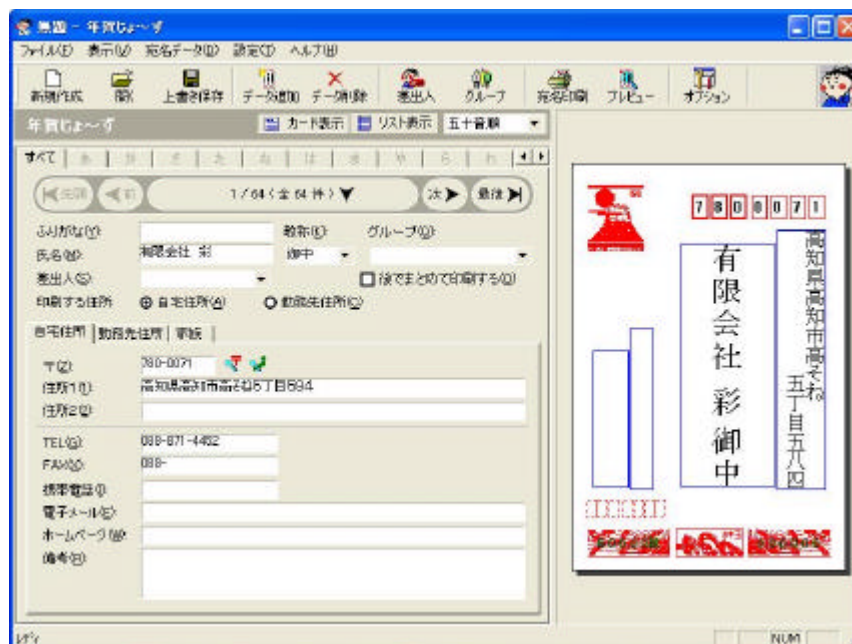 無題 - 年賀じょ～ず
ファイル(F) 表示(V) 宛名データ(D) 設定(T) ヘルプ(H)
新規作成 開く 上書き保存 データ追加 データ削除 差出人 グループ 宛名印刷 プレビュー オプション
年賀じょ～ず カード表示 リスト表示 五十音順
すべて あ か さ た な は ま や ら わ
先頭 前 1 / 64 ( 全 64 件 ) ▼ 次 最後
ふりがな(Y): 敬称(K): グループ(G):
氏名(N): 有限会社 彩 御中
差出人(S): 後でまとめて印刷する(O)
印刷する住所 自宅住所(A) 勤務先住所(C)
自宅住所 勤務先住所 家族
〒(Z): 780-0071
住所1(1): 高知県高知市高そね5丁目
住所2(2):
TEL(G):
FAX(X): 088-
携帯電話(I):
電子メール(E):
ホームページ(W):
備考(R):
7800071
高知県高知市高そね
五丁目五八四
有限会社 彩 御中
レディ NUM